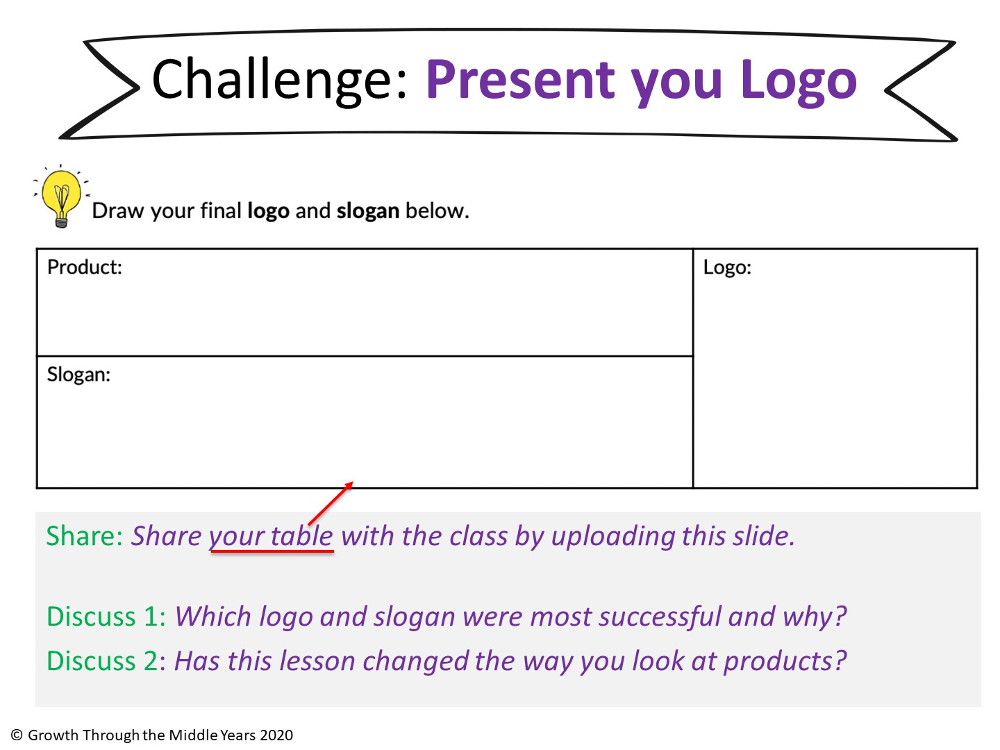 Challenge: Present you Logo
Draw your final logo and slogan below.
Product:
Logo:
Slogan:
Share: Share your table with the class by uploading this slide.
Discuss 1: Which logo and slogan were most successful and why?
Discuss 2: Has this lesson changed the way you look at products?
© Growth Through the Middle Years 2020